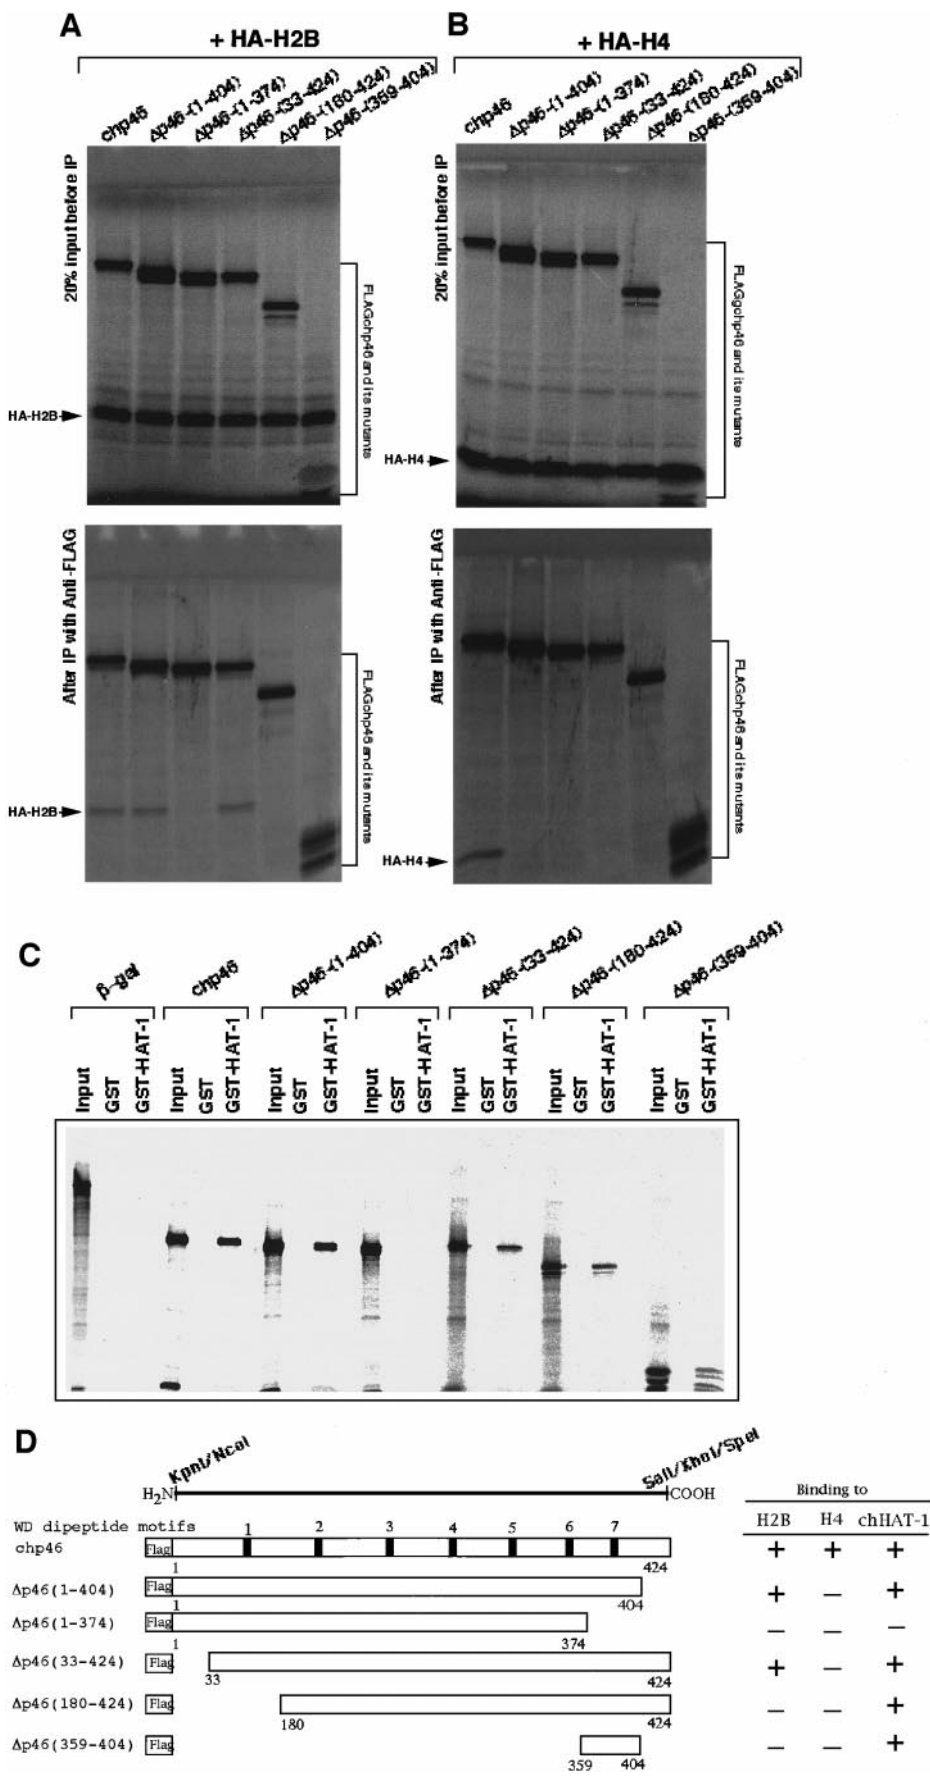 A
+ HA-H2B
chp46
Δp46-(1-404)
Δp46-(1-374)
Δp46-(33-424)
Δp46-(180-424)
Δp46-(359-404)
20% input before IP
HA-H2B
FLAGchp46 and its mutants
After IP with Anti-FLAG
HA-H2B
FLAGchp46 and its mutants
B
+ HA-H4
chp46
Δp46-(1-404)
Δp46-(1-374)
Δp46-(33-424)
Δp46-(180-424)
Δp46-(359-404)
20% input before IP
HA-H4
FLAGgchp46 and its mutants
After IP with Anti-FLAG
HA-H4
FLAGchp46 and its mutants
C
β-gal
chp46
Δp46-(1-404)
Δp46-(1-374)
Δp46-(33-424)
Δp46-(180-424)
Δp46-(359-404)
Input GST GST-HAT-1
Input GST GST-HAT-1
Input GST GST-HAT-1
Input GST GST-HAT-1
Input GST GST-HAT-1
Input GST GST-HAT-1
Input GST GST-HAT-1
D
KpnI/NcoI
SalI/XhoI/SpeI
H2N
COOH
Binding to
H2B H4 chHAT-1
WD dipeptide motifs 1 2 3 4 5 6 7
chp46 Flag + + +
1 424
Δp46(1-404) Flag + − +
1 404
Δp46(1-374) Flag − − −
1 374
Δp46(33-424) Flag + − +
33 424
Δp46(180-424) Flag − − +
180 424
Δp46(359-404) Flag − − +
359 404